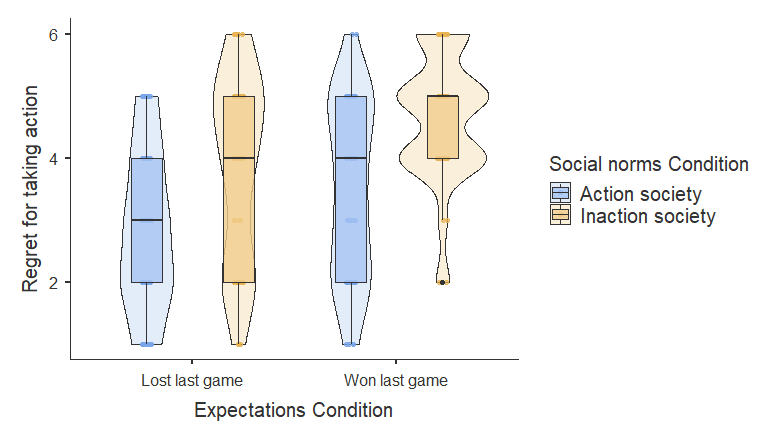 6
4
2
Regret for taking action
Lost last game
Won last game
Expectations Condition
Social norms Condition
Action society
Inaction society